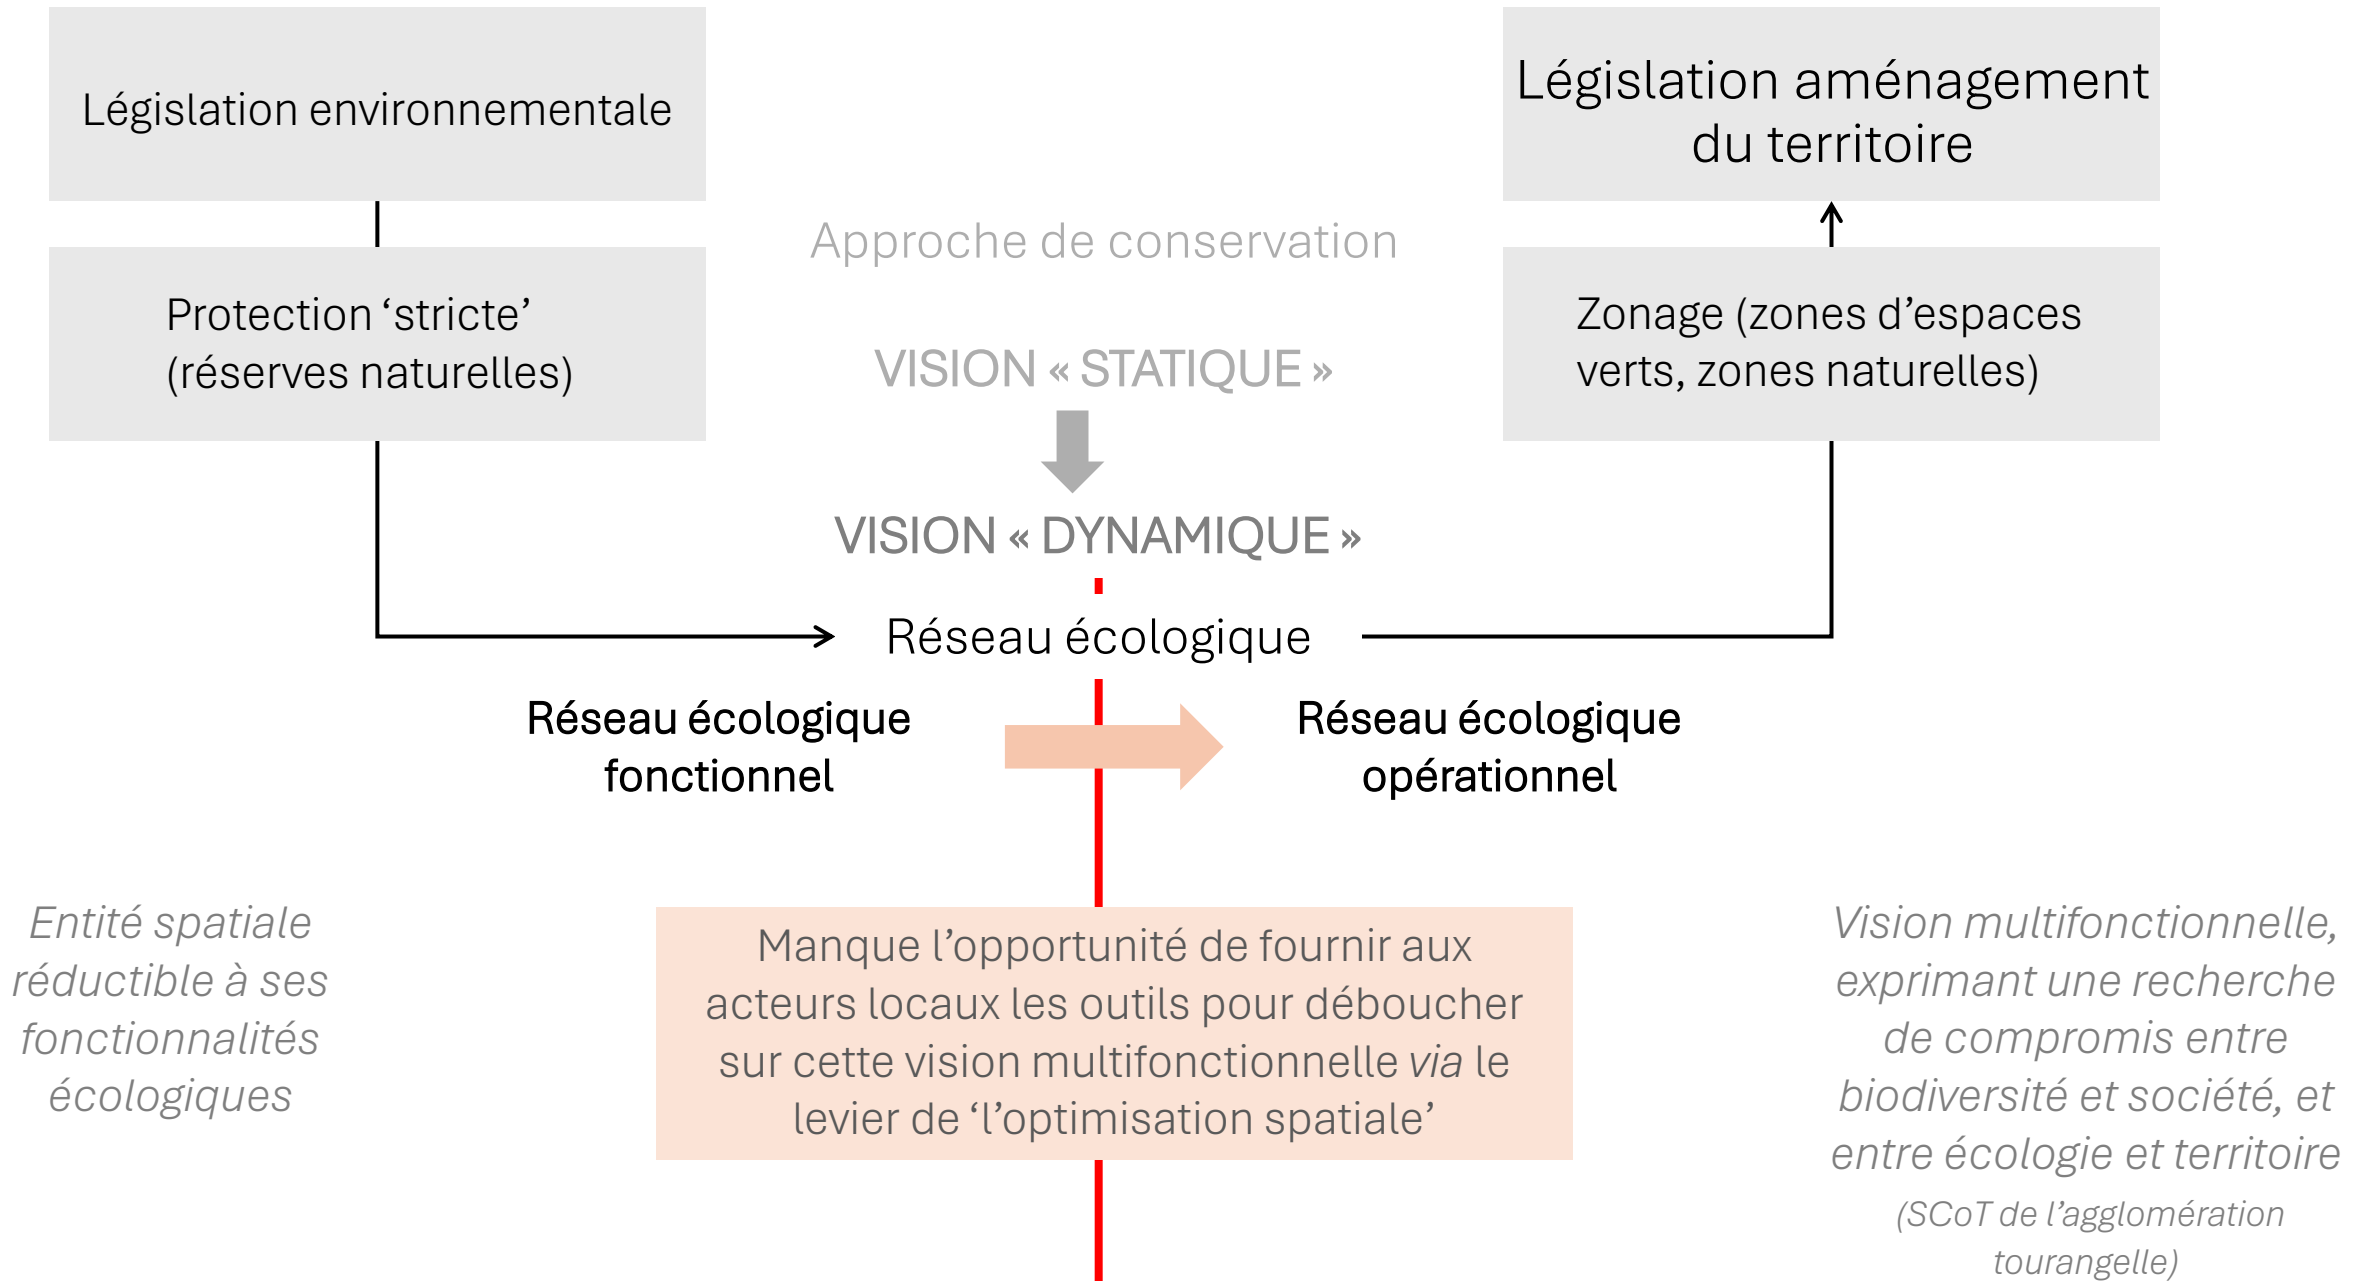 Législation environnementale
Protection ‘stricte’
(réserves naturelles)
Approche de conservation
VISION « STATIQUE »
VISION « DYNAMIQUE »
Législation aménagement
du territoire
Zonage (zones d’espaces
verts, zones naturelles)
Réseau écologique
Réseau écologique
fonctionnel
Réseau écologique
opérationnel
Entité spatiale
réductible à ses
fonctionnalités
écologiques
Manque l’opportunité de fournir aux
acteurs locaux les outils pour déboucher
sur cette vision multifonctionnelle via le
levier de ‘l’optimisation spatiale’
Vision multifonctionnelle,
exprimant une recherche
de compromis entre
biodiversité et société, et
entre écologie et territoire
(SCoT de l’agglomération
tourangelle)